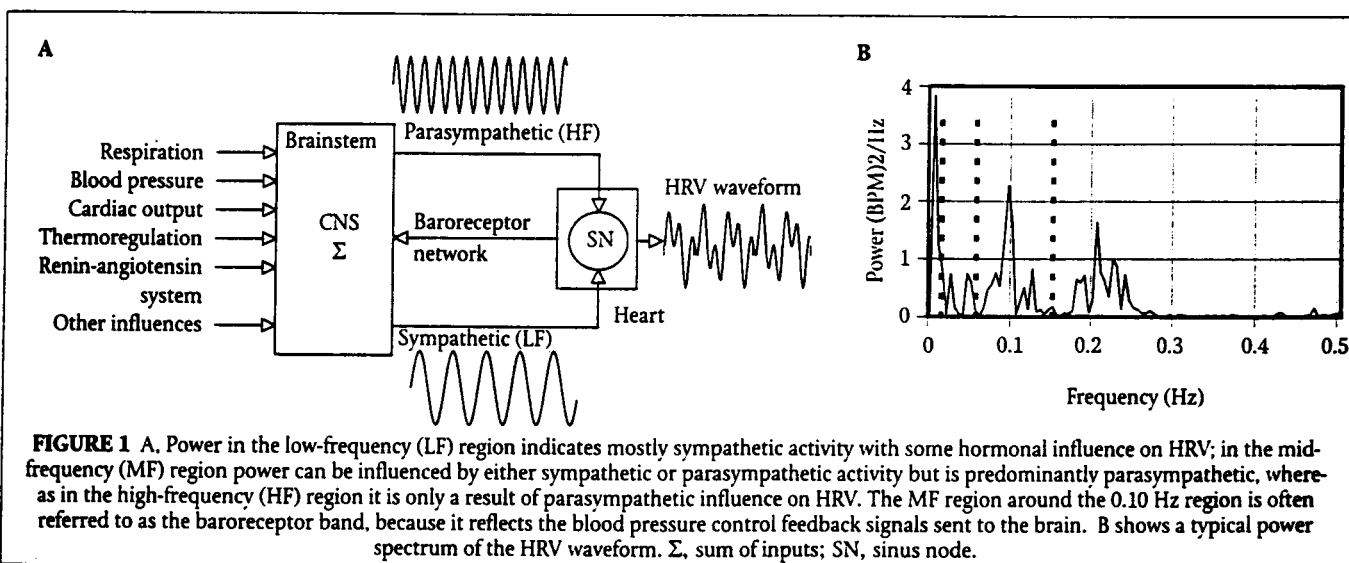 A
Parasympathetic (HF)
Brainstem
CNS
Σ
Respiration
Blood pressure
Cardiac output
Thermoregulation
Renin-angiotensin
system
Other influences
Baroreceptor
network
SN
Heart
HRV waveform
Sympathetic (LF)
B
Power (BPM)2/Hz
4
3
2
1
0
0 0.1 0.2 0.3 0.4 0.5
Frequency (Hz)
FIGURE 1 A. Power in the low-frequency (LF) region indicates mostly sympathetic activity with some hormonal influence on HRV; in the mid-
frequency (MF) region power can be influenced by either sympathetic or parasympathetic activity but is predominantly parasympathetic, where-
as in the high-frequency (HF) region it is only a result of parasympathetic influence on HRV. The MF region around the 0.10 Hz region is often
referred to as the baroreceptor band, because it reflects the blood pressure control feedback signals sent to the brain. B shows a typical power
spectrum of the HRV waveform. Σ, sum of inputs; SN, sinus node.